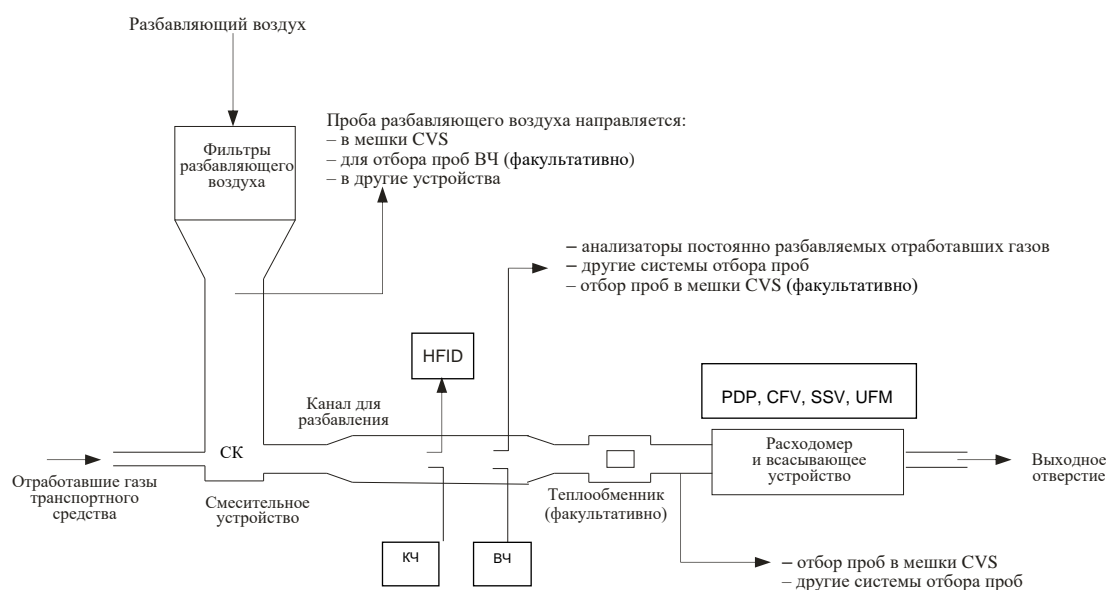 Разбавляющий воздух
Фильтры
разбавляющего
воздуха
Проба разбавляющего воздуха направляется:
– в мешки CVS
– для отбора проб ВЧ (факультативно)
– в другие устройства
– анализаторы постоянно разбавляемых отработавших газов
– другие системы отбора проб
– отбор проб в мешки CVS (факультативно)
HFID
PDP, CFV, SSV, UFM
Канал для
разбавления
СК
Расходомер
и всасывающее
устройство
Выходное
отверстие
Отработавшие газы
транспортного
средства
Смесительное
устройство
Теплообменник
(факультативно)
КЧ
ВЧ
– отбор проб в мешки CVS
– другие системы отбора проб